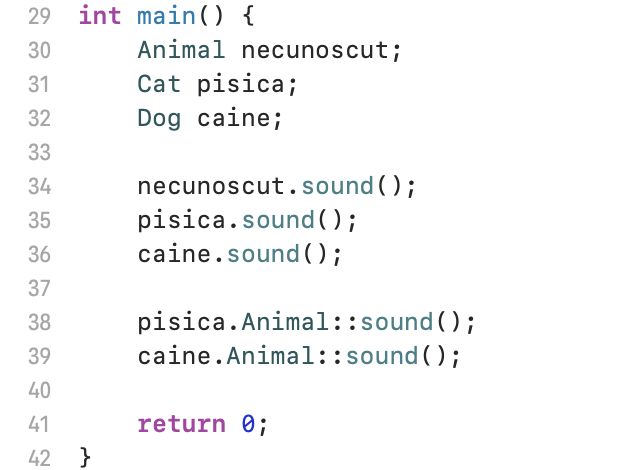 29 int main() {
30     Animal necunoscut;
31     Cat pisica;
32     Dog caine;
33
34     necunoscut.sound();
35     pisica.sound();
36     caine.sound();
37
38     pisica.Animal::sound();
39     caine.Animal::sound();
40
41     return 0;
42 }